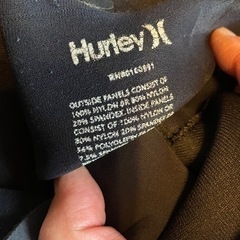 Hurley
OUTSIDE PANELS CONSIST OF
100% NYLON OR 80% NYLON
20% SPANDEX. INSIDE PANELS
CONSIST OF: 100% NYLON OR
80% NYLON 20% SPANDEX OR